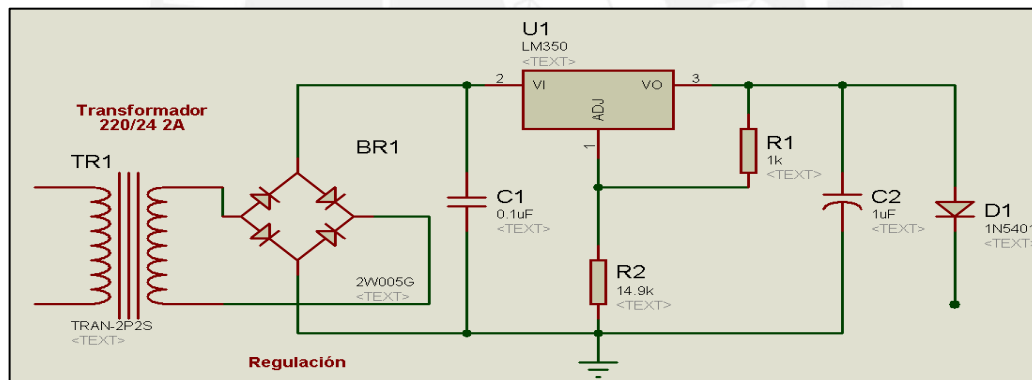 U1
LM350
<TEXT>
2
VI
VO
3
ADJ
1
Transformador
220/24 2A
TR1
BR1
R1
1k
<TEXT>
C1
0.1uF
<TEXT>
C2
1uF
<TEXT>
D1
1N5401
<TEXT>
R2
14.9k
<TEXT>
2W005G
<TEXT>
TRAN-2P2S
<TEXT>
Regulación